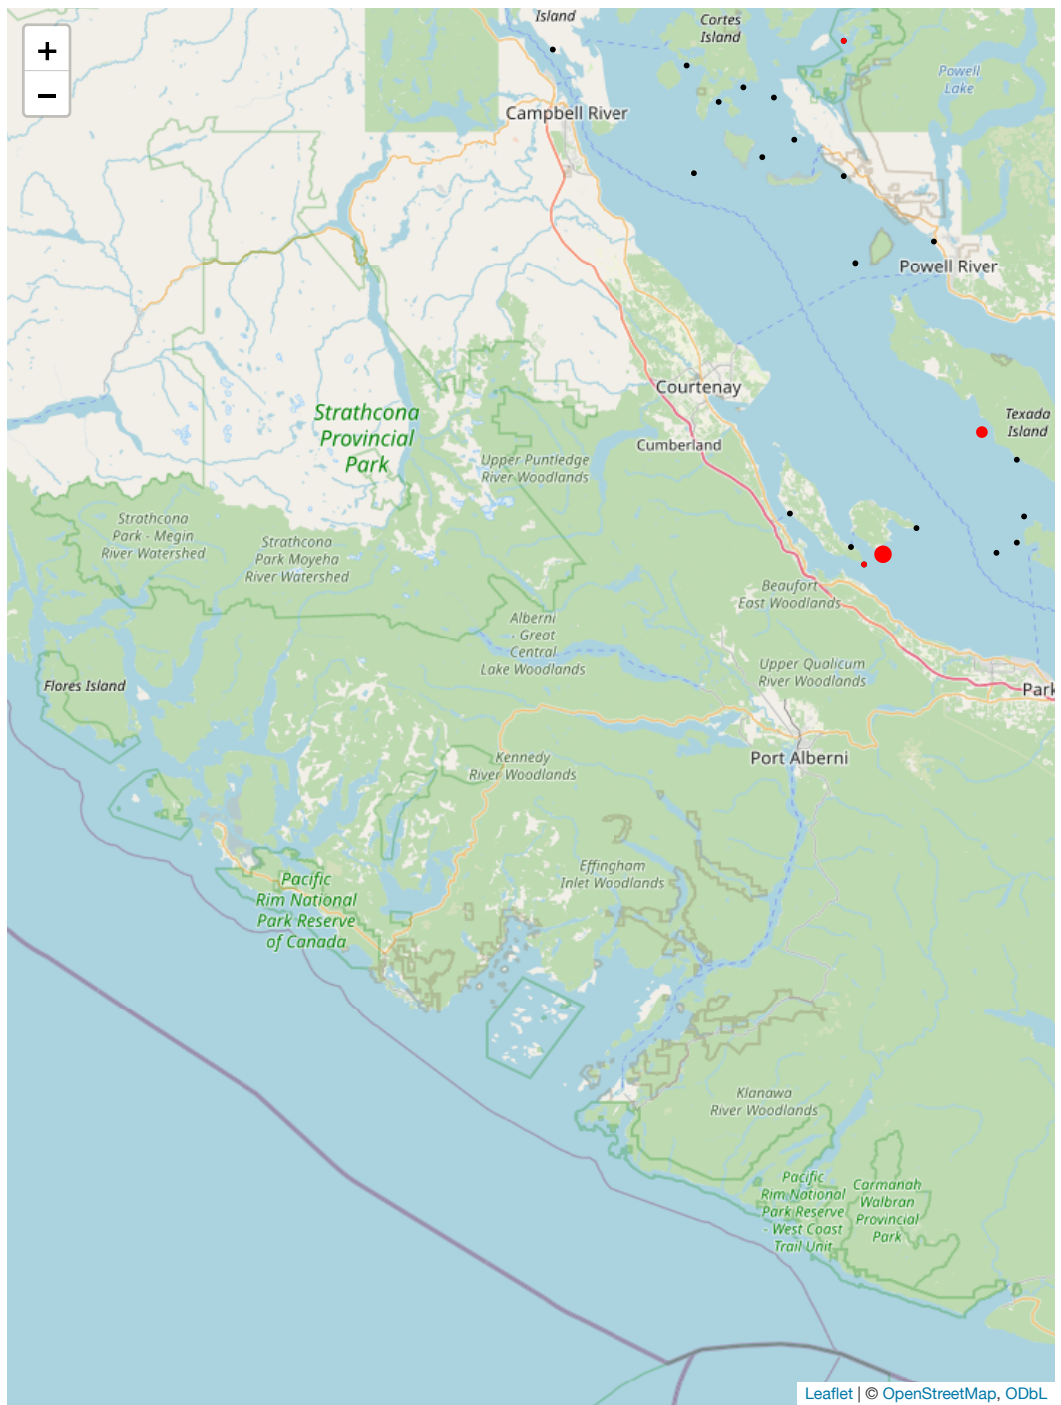 Island
Cortes
Island
+
−
Powell
Lake
Campbell River
Powell River
Courtenay
Strathcona
Provincial
Park
Texada
Island
Cumberland
Upper Puntledge
River Woodlands
Strathcona
Park - Megin
River Watershed
Strathcona
Park Moyeha
River Watershed
Beaufort
East Woodlands
Alberni
- Great
Central
Lake Woodlands
Upper Qualicum
River Woodlands
Flores Island
Park
Kennedy
River Woodlands
Port Alberni
Effingham
Inlet Woodlands
Pacific
Rim National
Park Reserve
of Canada
Klanawa
River Woodlands
Pacific
Rim National
Park Reserve
- West Coast
Trail Unit
Carmanah
Walbran
Provincial
Park
Leaflet | © OpenStreetMap, ODbL